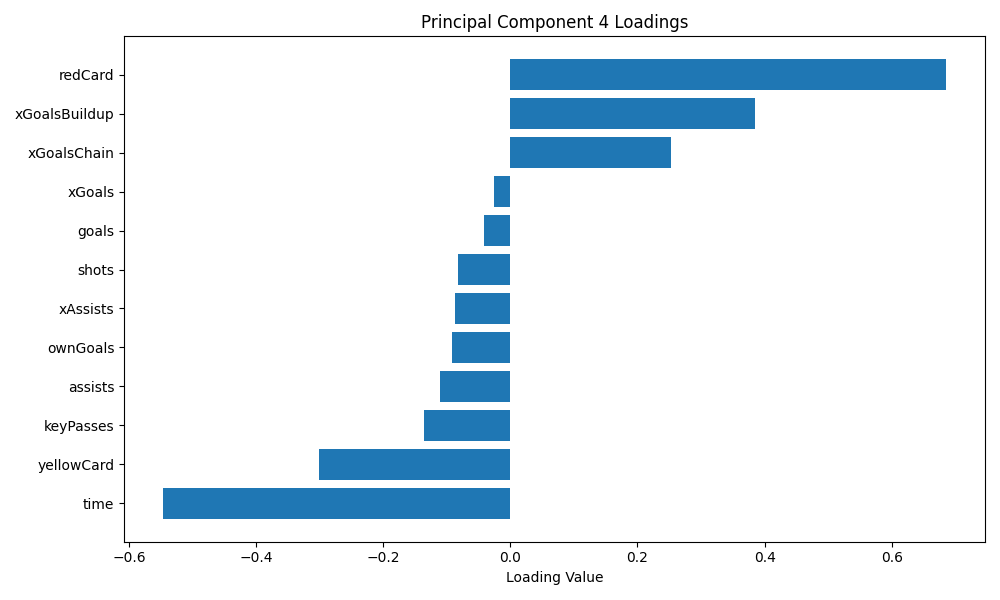 Principal Component 4 Loadings
redCard
xGoalsBuildup
xGoalsChain
xGoals
goals
shots
xAssists
ownGoals
assists
keyPasses
yellowCard
time
−0.6 −0.4 −0.2 0.0 0.2 0.4 0.6
Loading Value